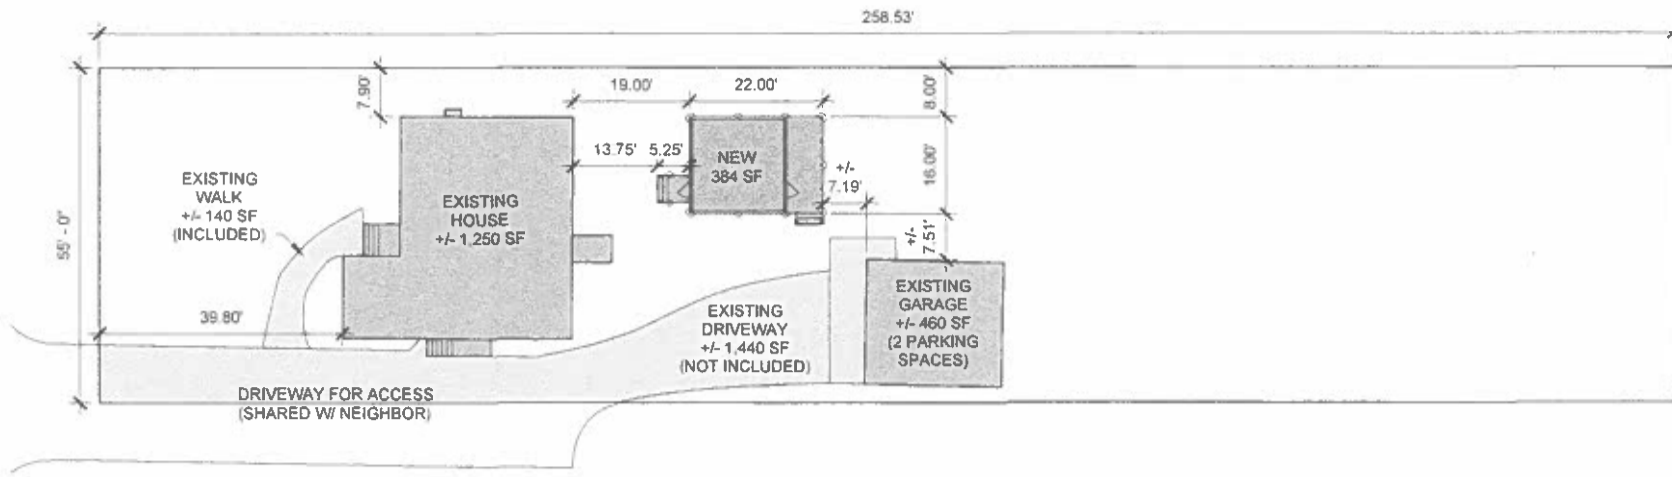 258.53'
7.90'
19.00'
22.00'
8.00'
13.75' 5.25'
NEW
384 SF
+/-
7.19'
16.00'
EXISTING
WALK
+/- 140 SF
(INCLUDED)
EXISTING
HOUSE
+/- 1,250 SF
55' - 0"
+/-
7.51'
39.80'
EXISTING
DRIVEWAY
+/- 1,440 SF
(NOT INCLUDED)
EXISTING
GARAGE
+/- 460 SF
(2 PARKING
SPACES)
DRIVEWAY FOR ACCESS
(SHARED W/ NEIGHBOR)